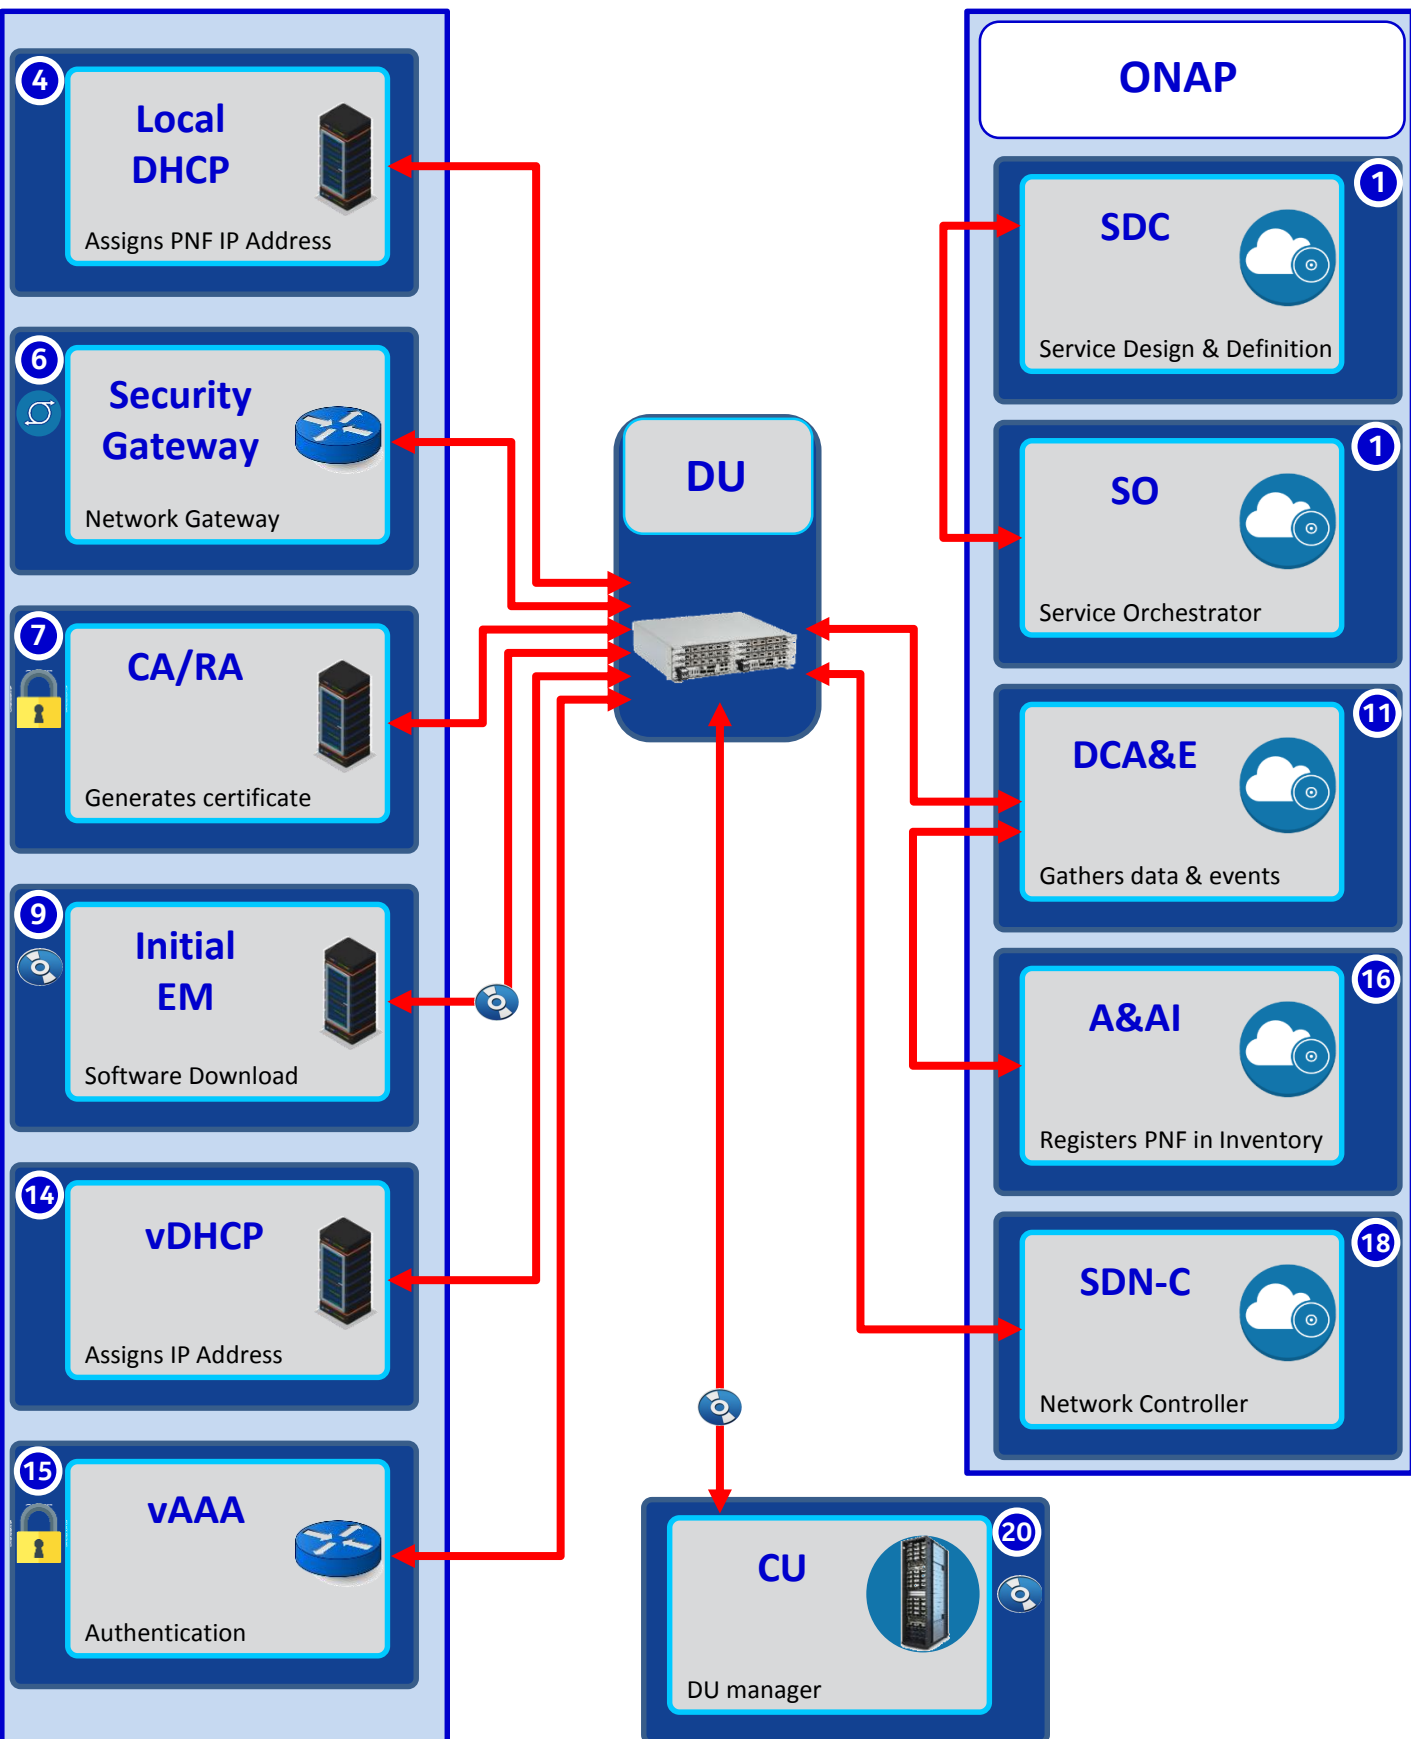 4
Local
DHCP
Assigns PNF IP Address
6
Security
Gateway
Network Gateway
7
CA/RA
Generates certificate
9
Initial
EM
Software Download
14
vDHCP
Assigns IP Address
15
vAAA
Authentication
DU
20
CU
DU manager
ONAP
1
SDC
Service Design & Definition
1
SO
Service Orchestrator
11
DCA&E
Gathers data & events
16
A&AI
Registers PNF in Inventory
18
SDN-C
Network Controller